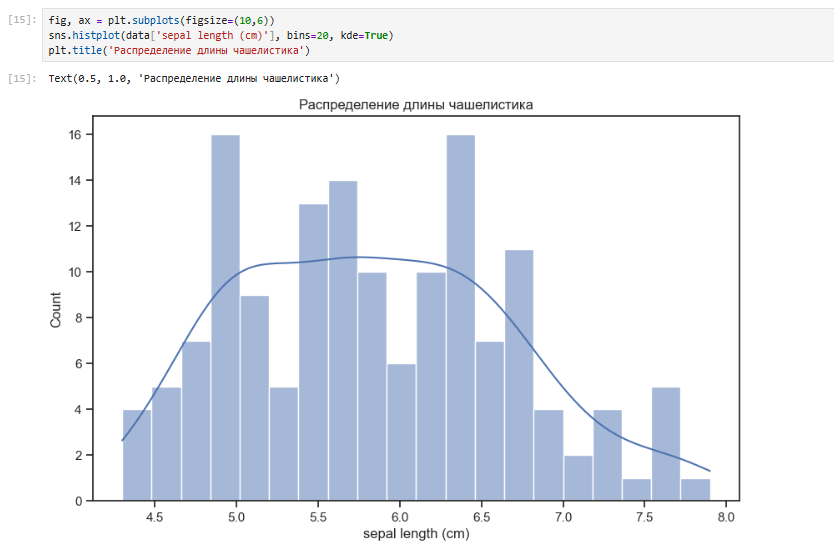 [15]: fig, ax = plt.subplots(figsize=(10,6))
sns.histplot(data['sepal length (cm)'], bins=20, kde=True)
plt.title('Распределение длины чашелистика')
[15]: Text(0.5, 1.0, 'Распределение длины чашелистика')
Распределение длины чашелистика
16
14
12
10
8
6
4
2
0
Count
4.5 5.0 5.5 6.0 6.5 7.0 7.5 8.0
sepal length (cm)